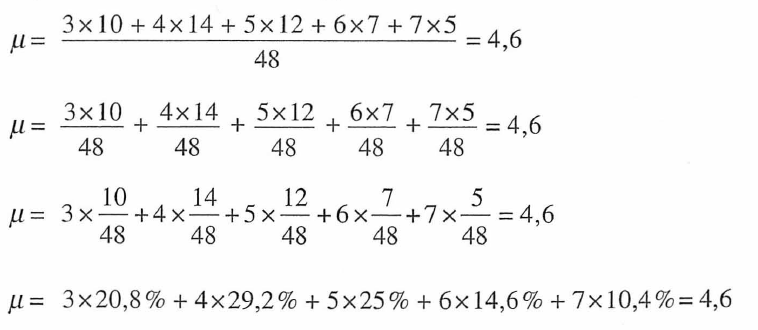 μ = (3×10 + 4×14 + 5×12 + 6×7 + 7×5)/48 = 4,6
μ = 3×10/48 + 4×14/48 + 5×12/48 + 6×7/48 + 7×5/48 = 4,6
μ = 3×10/48 + 4×14/48 + 5×12/48 + 6×7/48 + 7×5/48 = 4,6
μ = 3×20,8% + 4×29,2% + 5×25% + 6×14,6% + 7×10,4% = 4,6